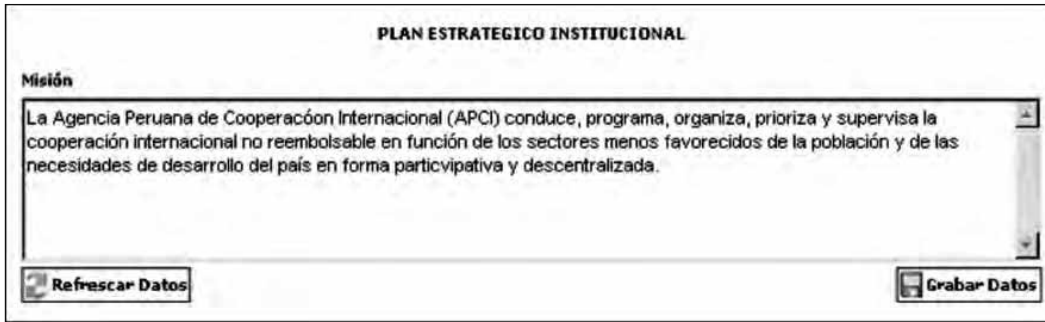 PLAN ESTRATEGICO INSTITUCIONAL
Misión
La Agencia Peruana de Cooperacóon Internacional (APCI) conduce, programa, organiza, prioriza y supervisa la
cooperación internacional no reembolsable en función de los sectores menos favorecidos de la población y de las
necesidades de desarrollo del país en forma particvipativa y descentralizada.
Refrescar Datos
Grabar Datos